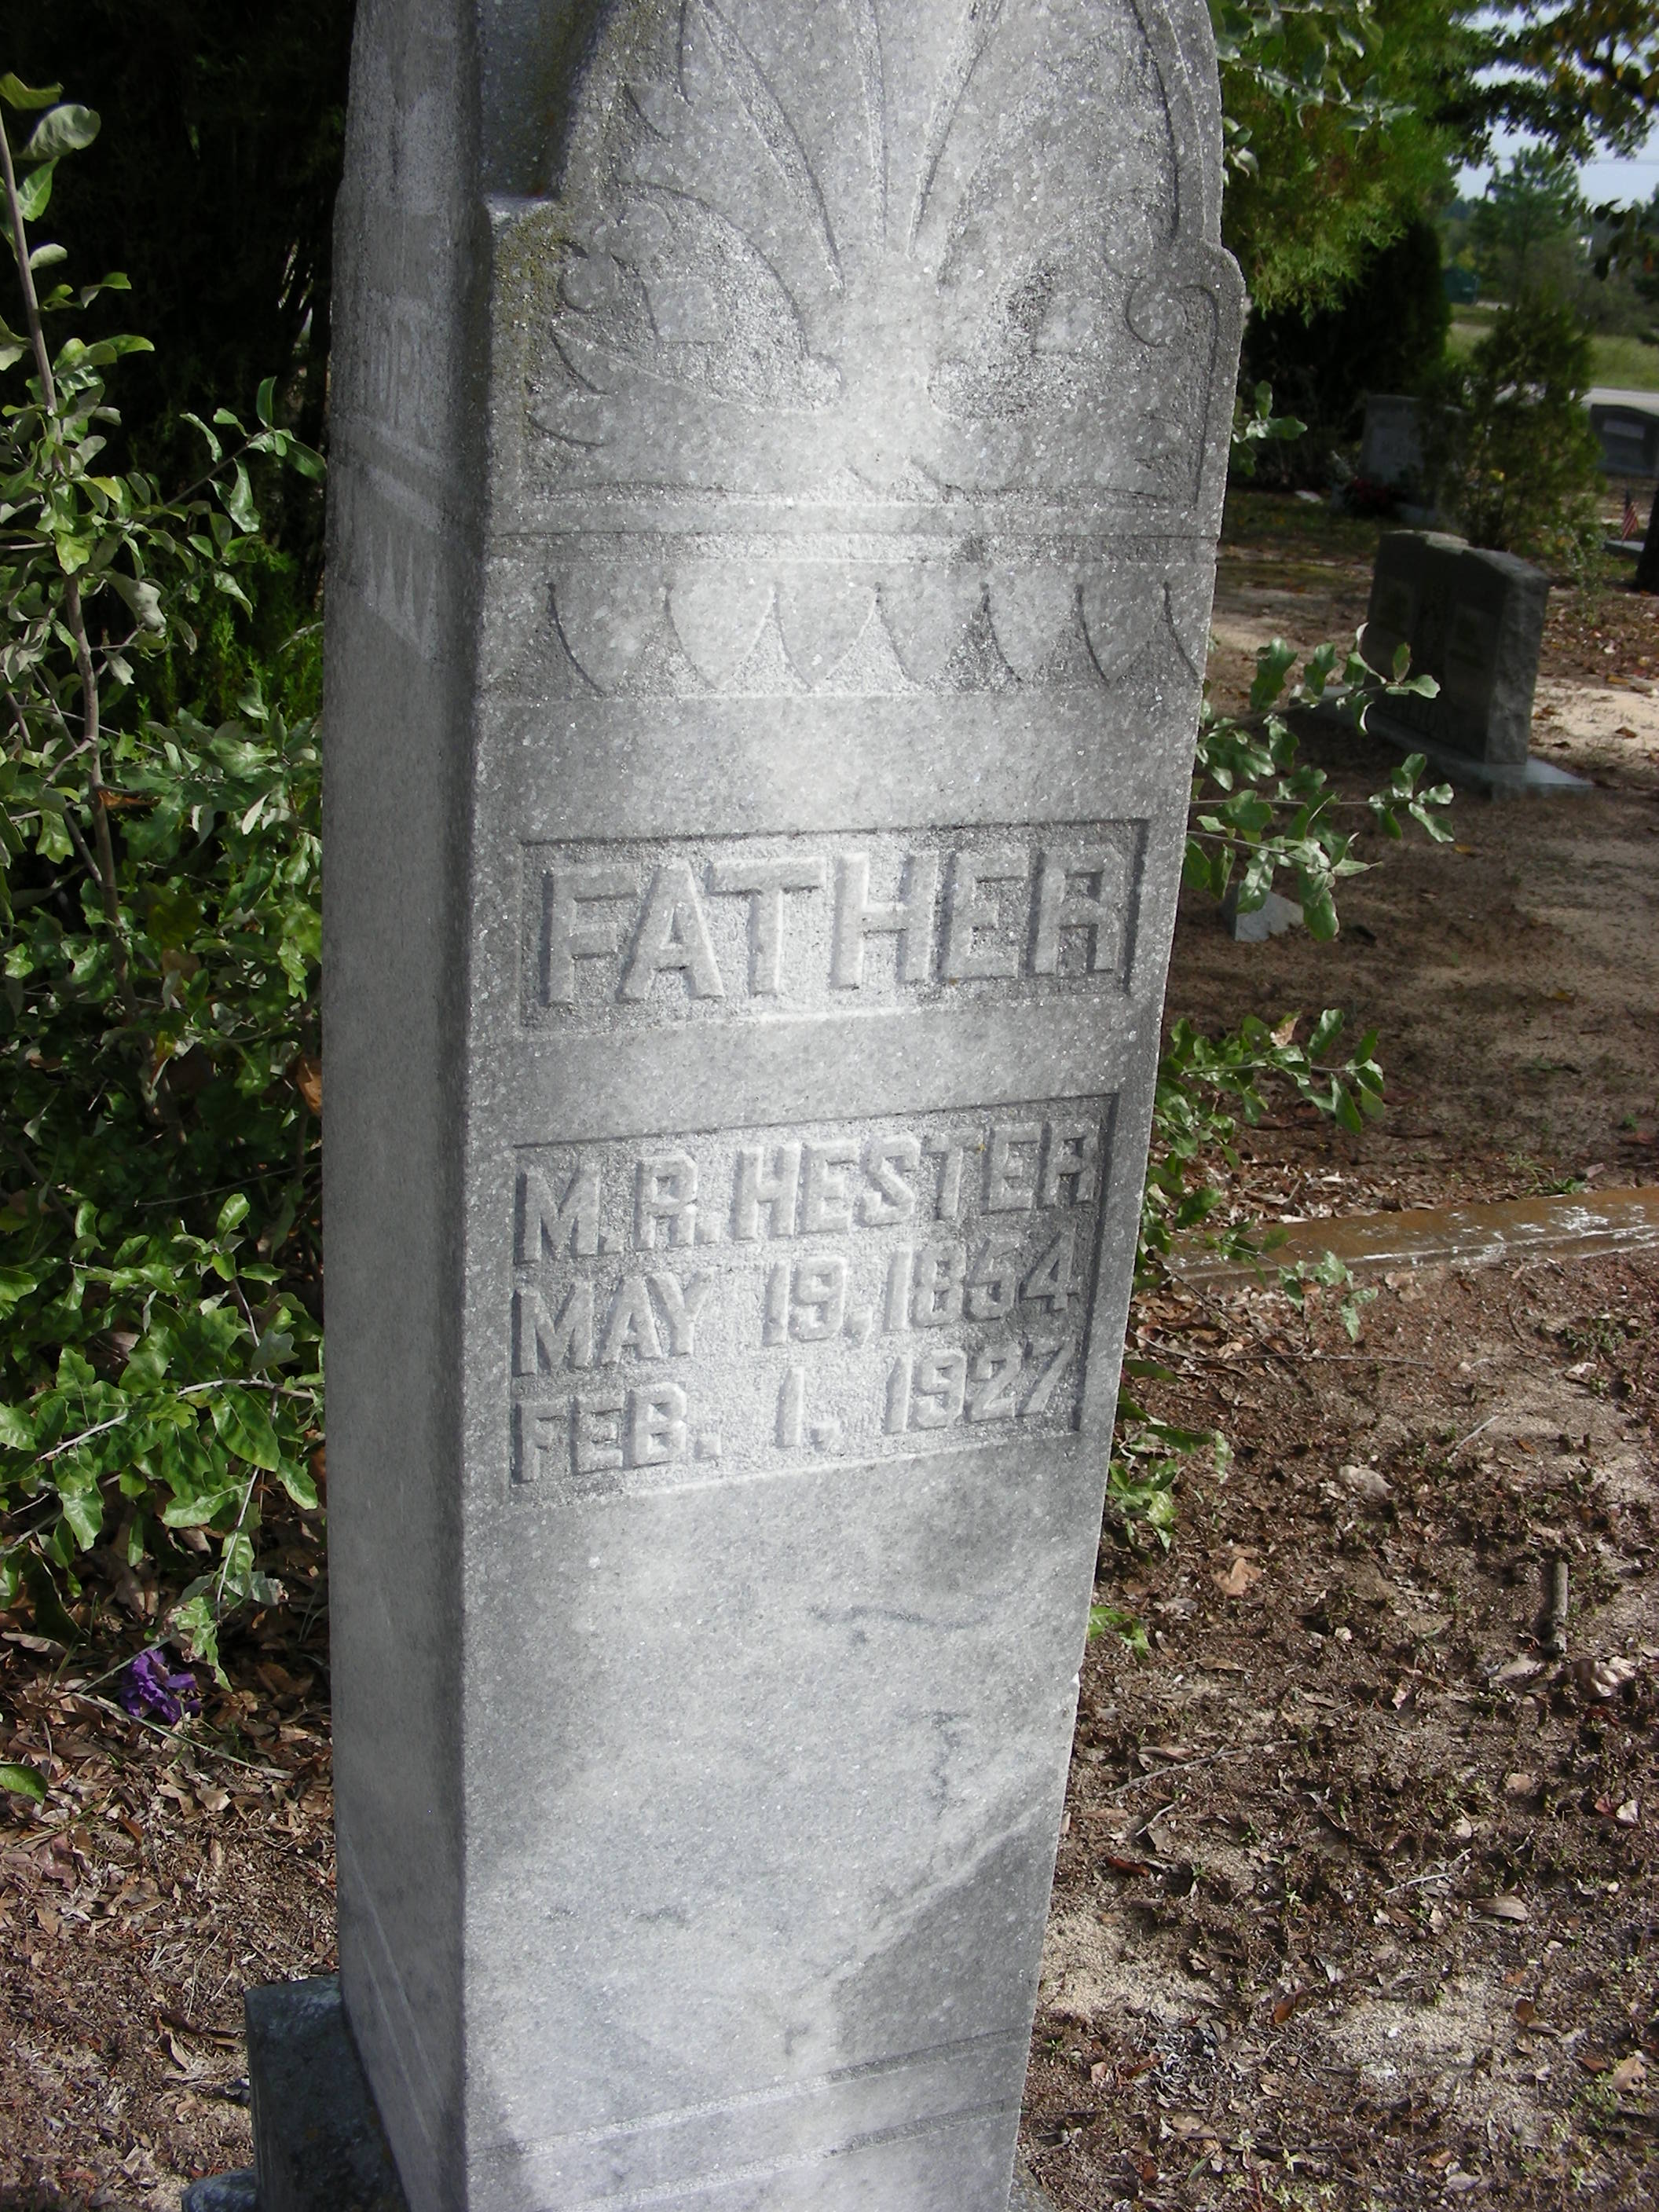 FATHER
M.R.HESTER
MAY 19,1854
FEB. 1, 1927